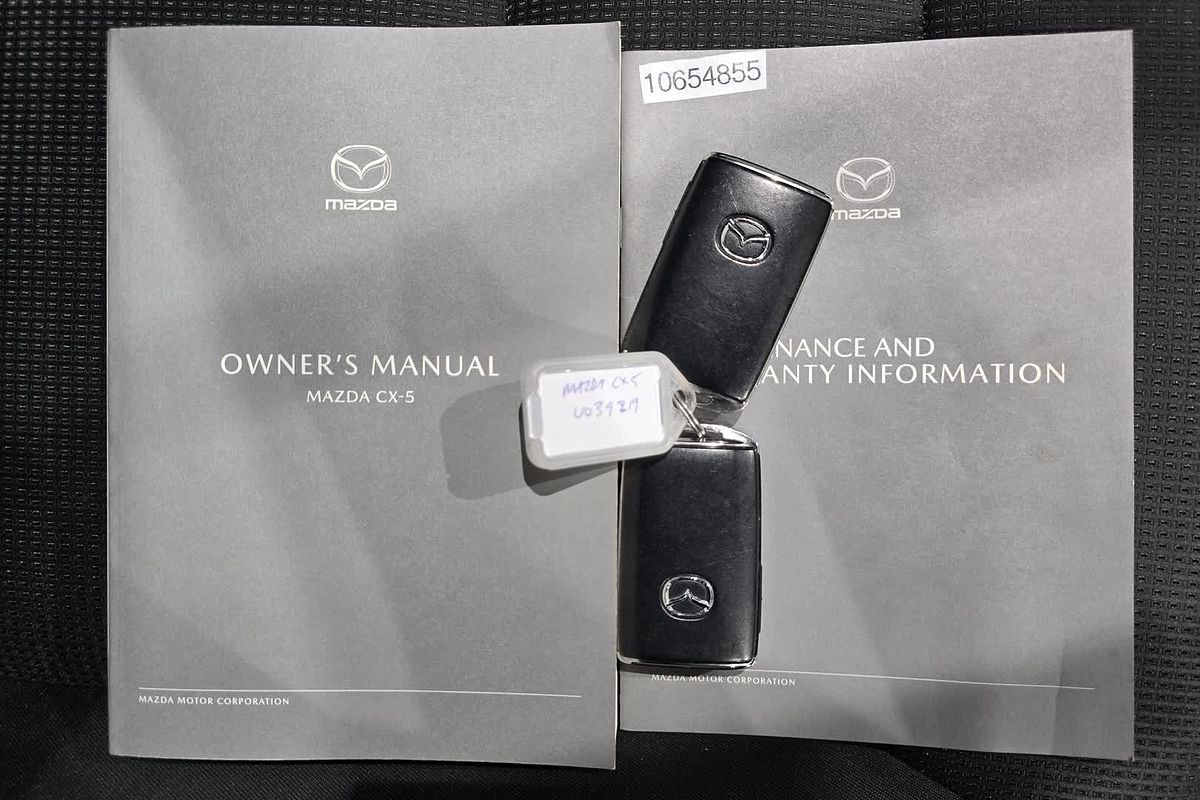 mazda
OWNER'S MANUAL
MAZDA CX-5
MAZDA MOTOR CORPORATION
10654855
mazda
NANCE AND
ANTY INFORMATION
MAZDA MOTOR CORPORATION
MAZDA CX5